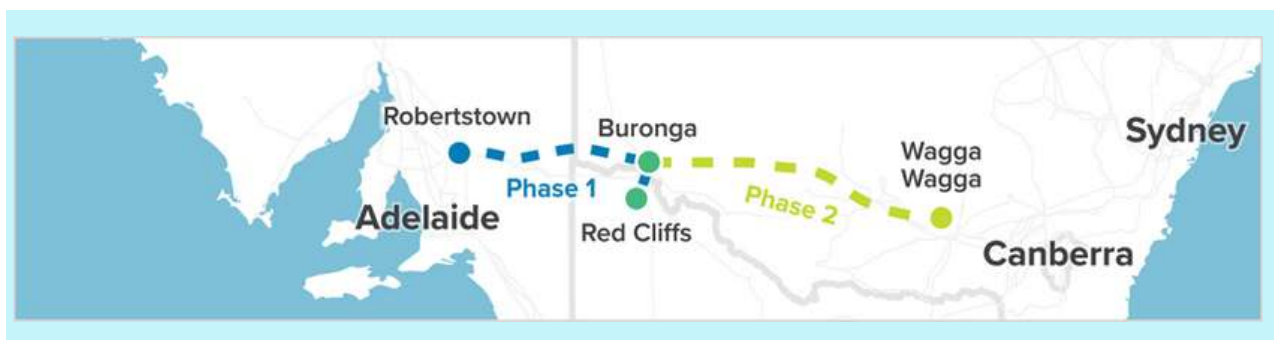 Robertstown
Buronga
Sydney
Wagga
Wagga
Phase 1
Phase 2
Adelaide
Red Cliffs
Canberra